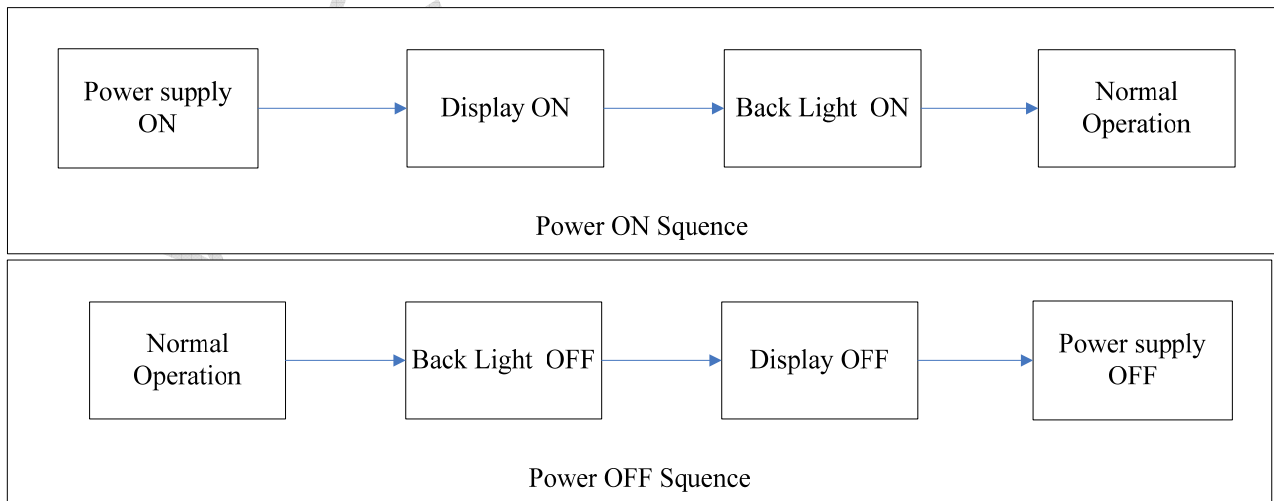 Power supply
ON
Display ON
Back Light ON
Normal
Operation
Power ON Squence
Normal
Operation
Back Light OFF
Display OFF
Power supply
OFF
Power OFF Squence